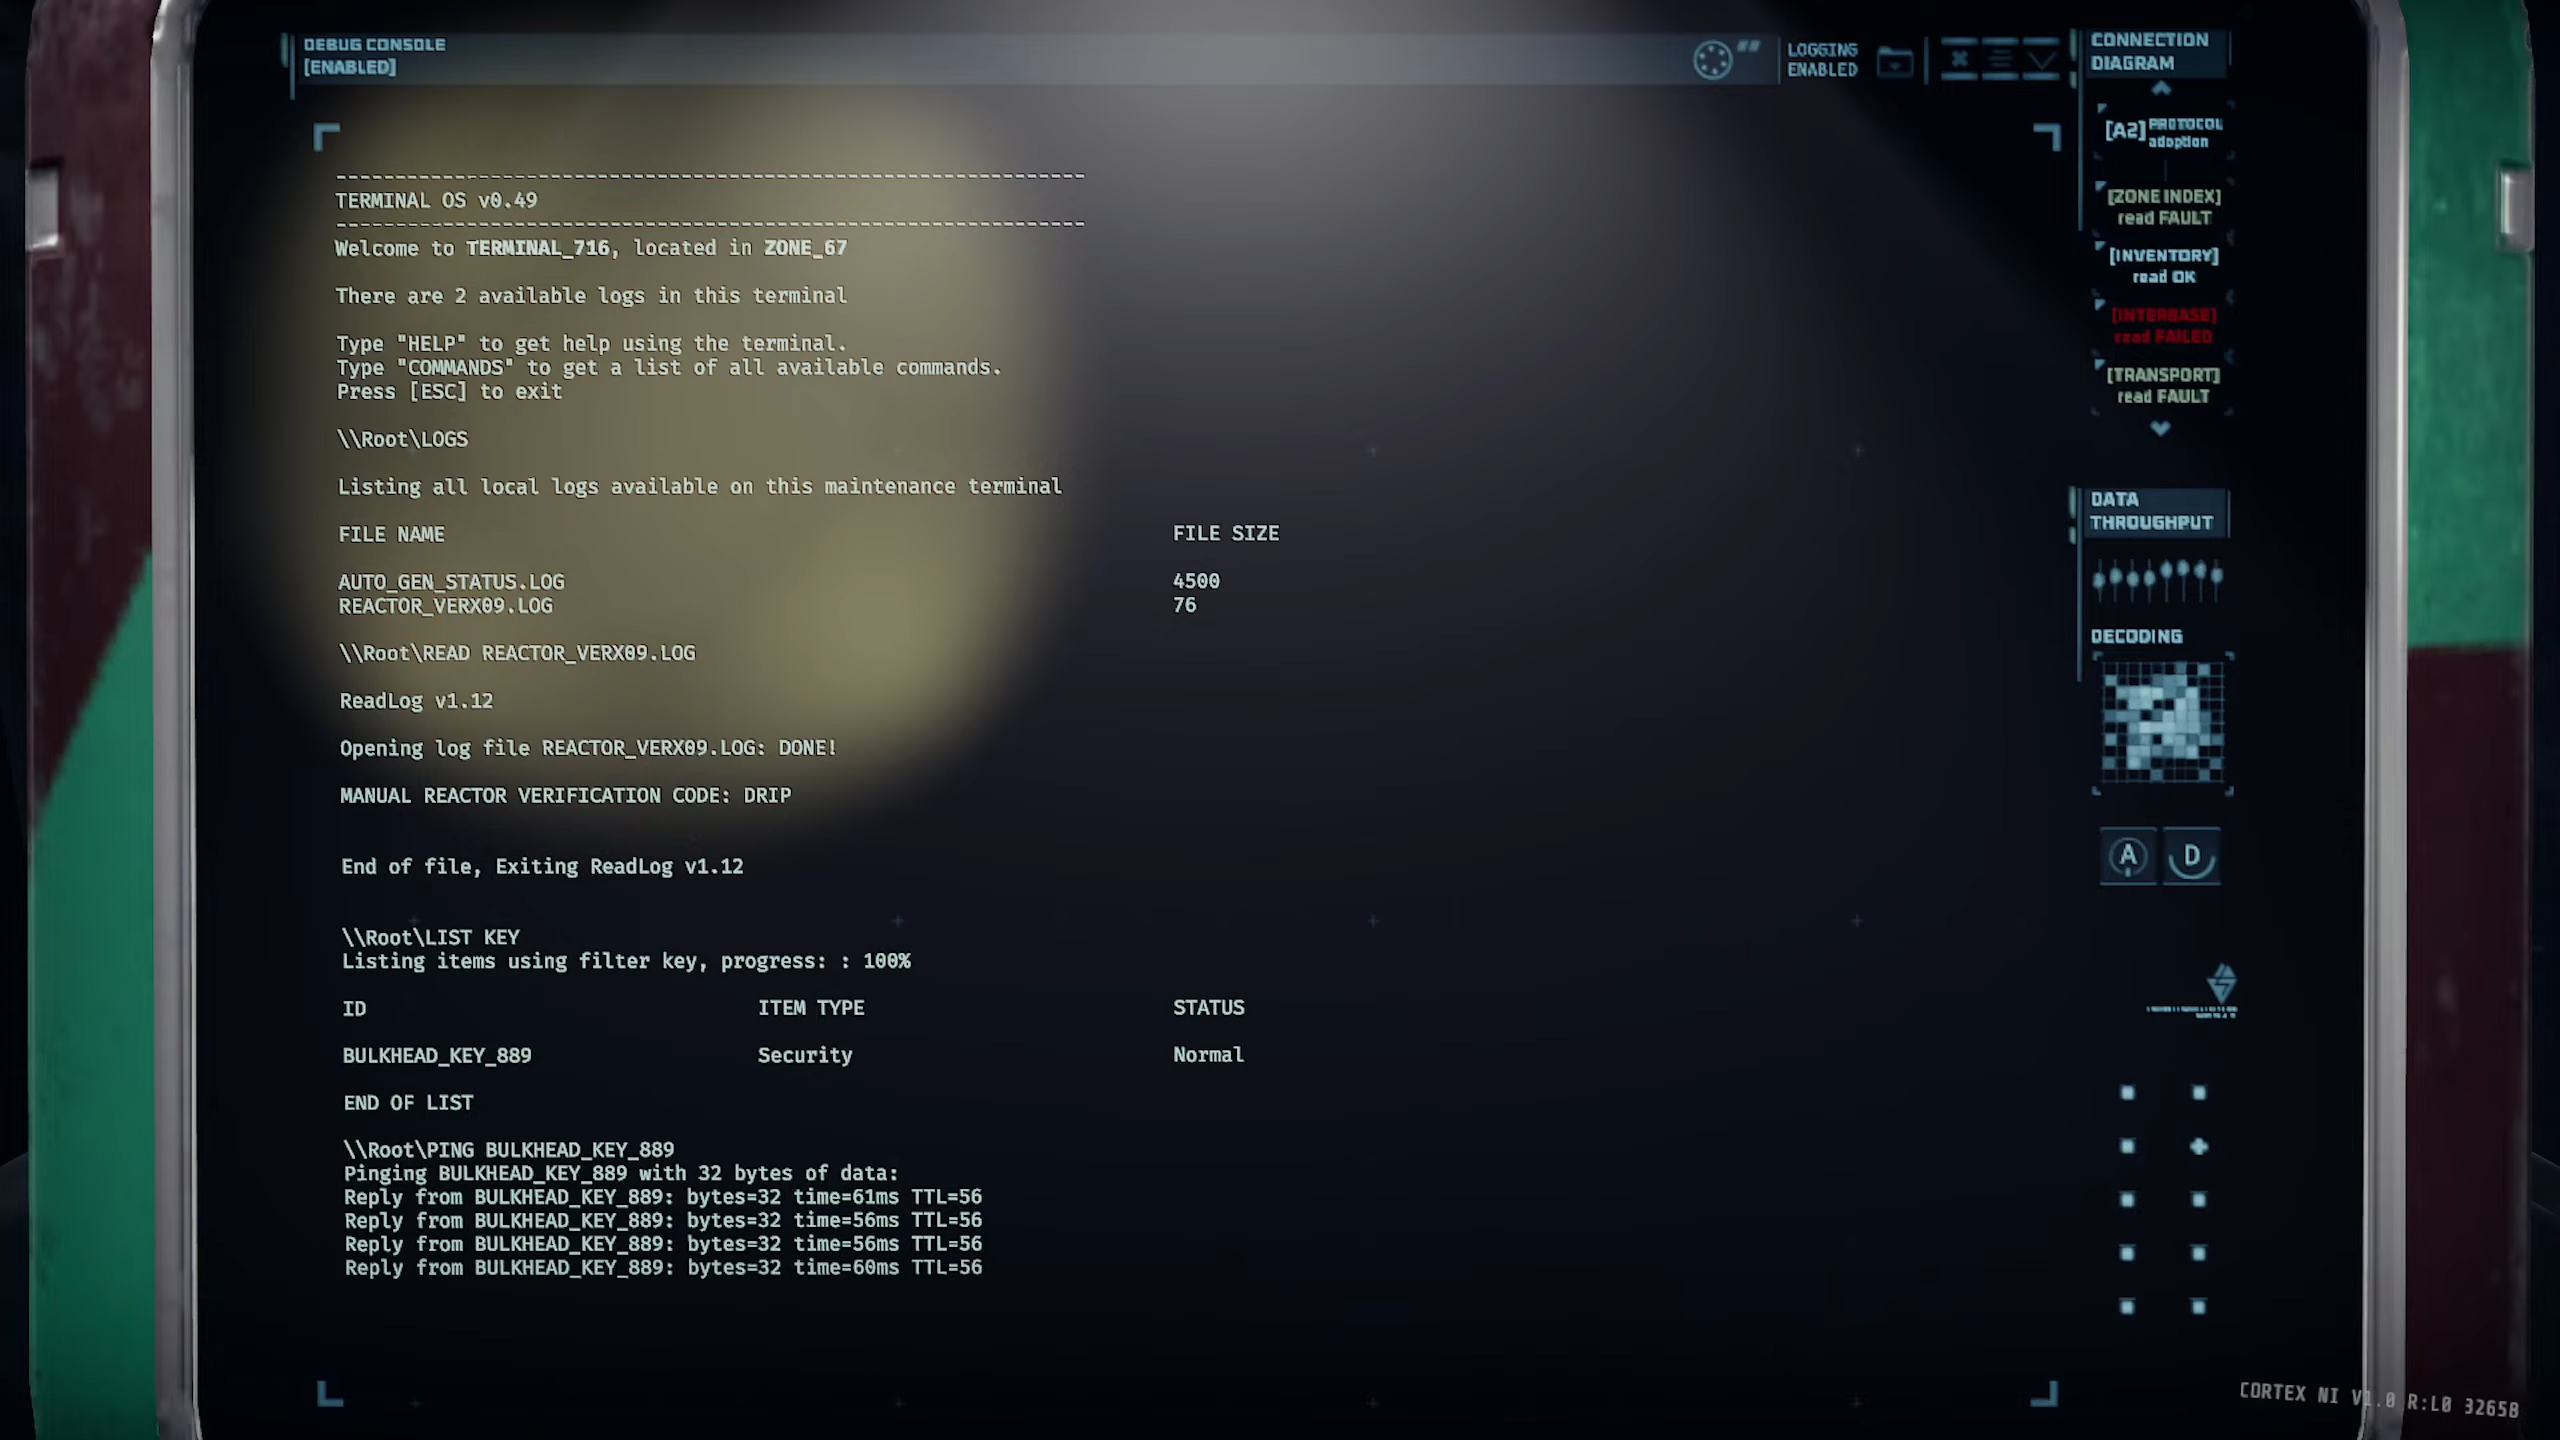 DEBUG CONSOLE
[ENABLED]
LOGGING
ENABLED
CONNECTION
DIAGRAM
[A2] PROTOCOL
adoption
[ZONE INDEX]
read FAULT
[INVENTORY]
read OK
[INTERBASE]
read FAILED
[TRANSPORT]
read FAULT
DATA
THROUGHPUT
DECODING
A D
--------------------------------------------------------------
TERMINAL OS v0.49
--------------------------------------------------------------
Welcome to TERMINAL_716, located in ZONE_67
There are 2 available logs in this terminal
Type "HELP" to get help using the terminal.
Type "COMMANDS" to get a list of all available commands.
Press [ESC] to exit
\\Root\LOGS
Listing all local logs available on this maintenance terminal
FILE NAME FILE SIZE
AUTO_GEN_STATUS.LOG 4500
REACTOR_VERX09.LOG 76
\\Root\READ REACTOR_VERX09.LOG
ReadLog v1.12
Opening log file REACTOR_VERX09.LOG: DONE!
MANUAL REACTOR VERIFICATION CODE: DRIP
End of file, Exiting ReadLog v1.12
\\Root\LIST KEY
Listing items using filter key, progress: : 100%
ID ITEM TYPE STATUS
BULKHEAD_KEY_889 Security Normal
END OF LIST
\\Root\PING BULKHEAD_KEY_889
Pinging BULKHEAD_KEY_889 with 32 bytes of data:
Reply from BULKHEAD_KEY_889: bytes=32 time=61ms TTL=56
Reply from BULKHEAD_KEY_889: bytes=32 time=56ms TTL=56
Reply from BULKHEAD_KEY_889: bytes=32 time=56ms TTL=56
Reply from BULKHEAD_KEY_889: bytes=32 time=60ms TTL=56
CORTEX NI V1.0 R:L0 32658